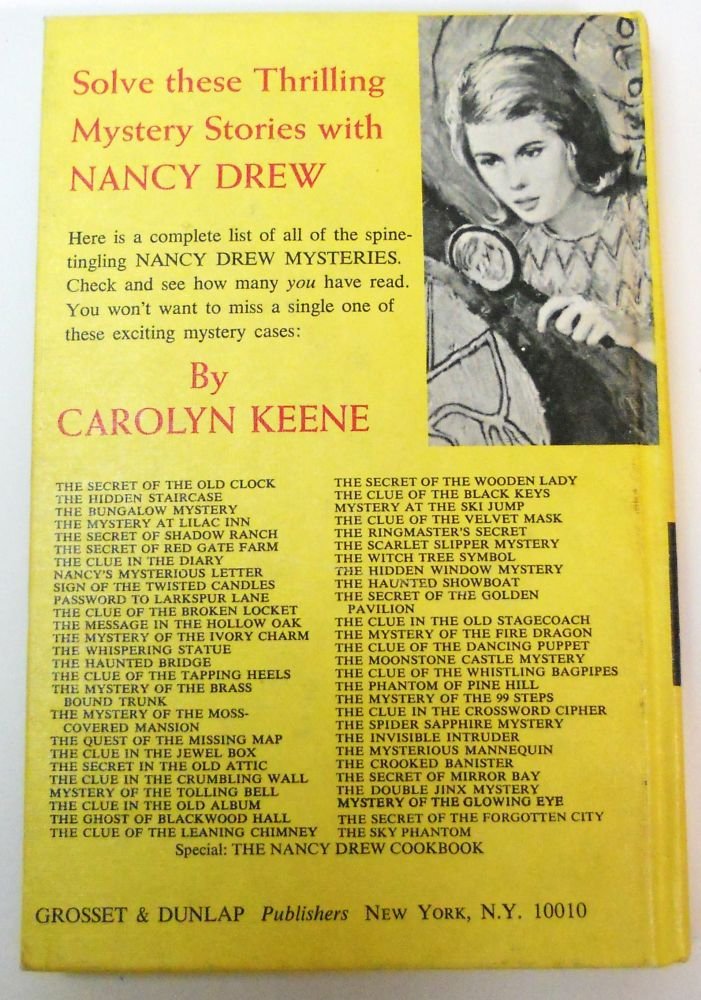 Solve these Thrilling
Mystery Stories with
NANCY DREW
Here is a complete list of all of the spine-
tingling NANCY DREW MYSTERIES.
Check and see how many you have read.
You won't want to miss a single one of
these exciting mystery cases:
By
CAROLYN KEENE
THE SECRET OF THE OLD CLOCK
THE HIDDEN STAIRCASE
THE BUNGALOW MYSTERY
THE MYSTERY AT LILAC INN
THE SECRET OF SHADOW RANCH
THE SECRET OF RED GATE FARM
THE CLUE IN THE DIARY
NANCY'S MYSTERIOUS LETTER
SIGN OF THE TWISTED CANDLES
PASSWORD TO LARKSPUR LANE
THE CLUE OF THE BROKEN LOCKET
THE MESSAGE IN THE HOLLOW OAK
THE MYSTERY OF THE IVORY CHARM
THE WHISPERING STATUE
THE HAUNTED BRIDGE
THE CLUE OF THE TAPPING HEELS
THE MYSTERY OF THE BRASS
BOUND TRUNK
THE MYSTERY OF THE MOSS-
COVERED MANSION
THE QUEST OF THE MISSING MAP
THE CLUE IN THE JEWEL BOX
THE SECRET IN THE OLD ATTIC
THE CLUE IN THE CRUMBLING WALL
MYSTERY OF THE TOLLING BELL
THE CLUE IN THE OLD ALBUM
THE GHOST OF BLACKWOOD HALL
THE CLUE OF THE LEANING CHIMNEY
THE SECRET OF THE WOODEN LADY
THE CLUE OF THE BLACK KEYS
MYSTERY AT THE SKI JUMP
THE CLUE OF THE VELVET MASK
THE RINGMASTER'S SECRET
THE SCARLET SLIPPER MYSTERY
THE WITCH TREE SYMBOL
THE HIDDEN WINDOW MYSTERY
THE HAUNTED SHOWBOAT
THE SECRET OF THE GOLDEN
PAVILION
THE CLUE IN THE OLD STAGECOACH
THE MYSTERY OF THE FIRE DRAGON
THE CLUE OF THE DANCING PUPPET
THE MOONSTONE CASTLE MYSTERY
THE CLUE OF THE WHISTLING BAGPIPES
THE PHANTOM OF PINE HILL
THE MYSTERY OF THE 99 STEPS
THE CLUE IN THE CROSSWORD CIPHER
THE SPIDER SAPPHIRE MYSTERY
THE INVISIBLE INTRUDER
THE MYSTERIOUS MANNEQUIN
THE CROOKED BANISTER
THE SECRET OF MIRROR BAY
THE DOUBLE JINX MYSTERY
MYSTERY OF THE GLOWING EYE
THE SECRET OF THE FORGOTTEN CITY
THE SKY PHANTOM
Special: THE NANCY DREW COOKBOOK
GROSSET & DUNLAP Publishers NEW YORK, N.Y. 10010